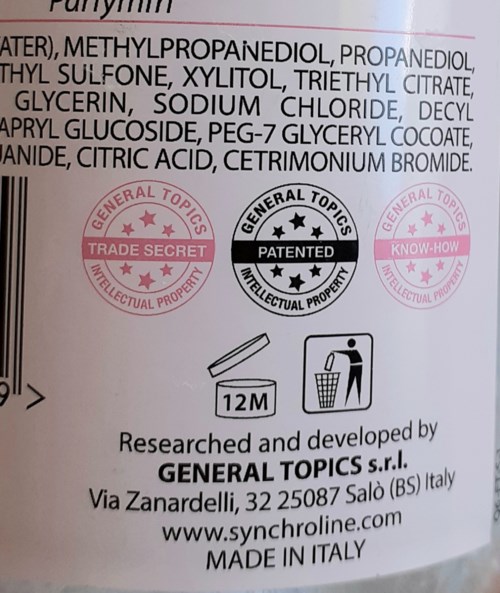 ATER), METHYLPROPANEDIOL, PROPANEDIOL,
THYL SULFONE, XYLITOL, TRIETHYL CITRATE,
GLYCERIN, SODIUM CHLORIDE, DECYL
APRYL GLUCOSIDE, PEG-7 GLYCERYL COCOATE,
ANIDE, CITRIC ACID, CETRIMONIUM BROMIDE.
GENERAL TOPICS
TRADE SECRET
INTELLECTUAL PROPERTY
GENERAL TOPICS
PATENTED
INTELLECTUAL PROPERTY
GENERAL TOPICS
KNOW-HOW
INTELLECTUAL PROPERTY
9 >
12M
Researched and developed by
GENERAL TOPICS s.r.l.
Via Zanardelli, 32 25087 Salò (BS) Italy
www.synchroline.com
MADE IN ITALY